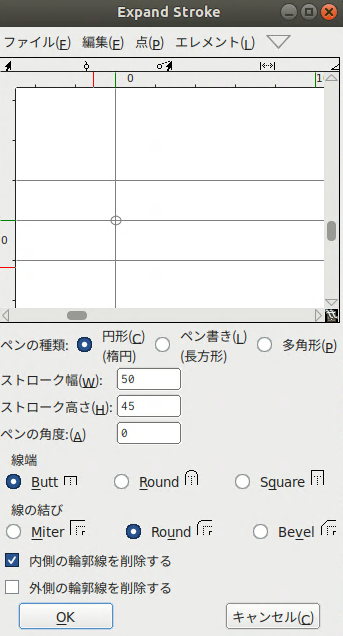 Expand Stroke
ファイル(F) 編集(E) 点(P) エレメント(L)
0 1
0
ペンの種類: 円形(C) (楕円) ペン書き(L) (長方形) 多角形(P)
ストローク幅(W): 50
ストローク高さ(H): 45
ペンの角度:(A) 0
線端
Butt Round Square
線の結び
Miter Round Bevel
内側の輪郭線を削除する
外側の輪郭線を削除する
OK キャンセル(C)